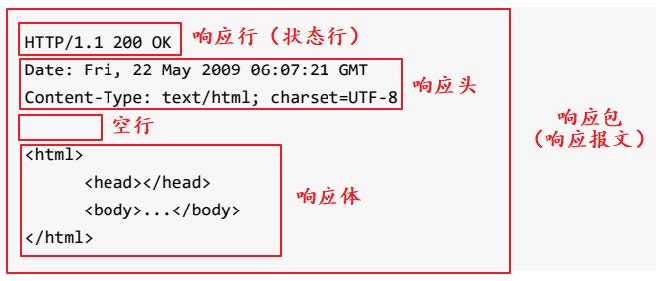 HTTP/1.1 200 OK 响应行（状态行）
Date: Fri, 22 May 2009 06:07:21 GMT
Content-Type: text/html; charset=UTF-8
响应头
空行
<html>
<head></head>
<body>...</body>
</html>
响应体
响应包
（响应报文）